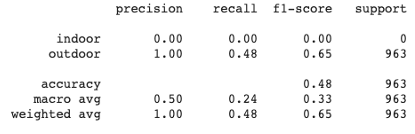 precision recall f1-score support
indoor 0.00 0.00 0.00 0
outdoor 1.00 0.48 0.65 963
accuracy 0.48 963
macro avg 0.50 0.24 0.33 963
weighted avg 1.00 0.48 0.65 963